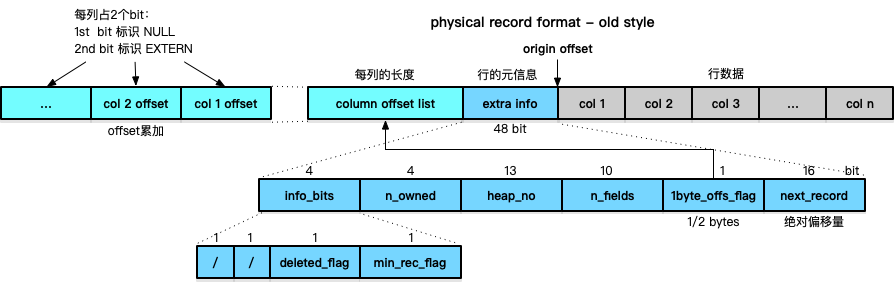 每列占2个bit：
1st bit 标识 NULL
2nd bit 标识 EXTERN
physical record format - old style
origin offset
每列的长度
行的元信息
行数据
...
col 2 offset
col 1 offset
column offset list
extra info
col 1
col 2
col 3
...
col n
offset累加
48 bit
4
4
13
10
1
16
bit
info_bits
n_owned
heap_no
n_fields
1byte_offs_flag
next_record
1/2 bytes
绝对偏移量
1
1
1
1
/
/
deleted_flag
min_rec_flag